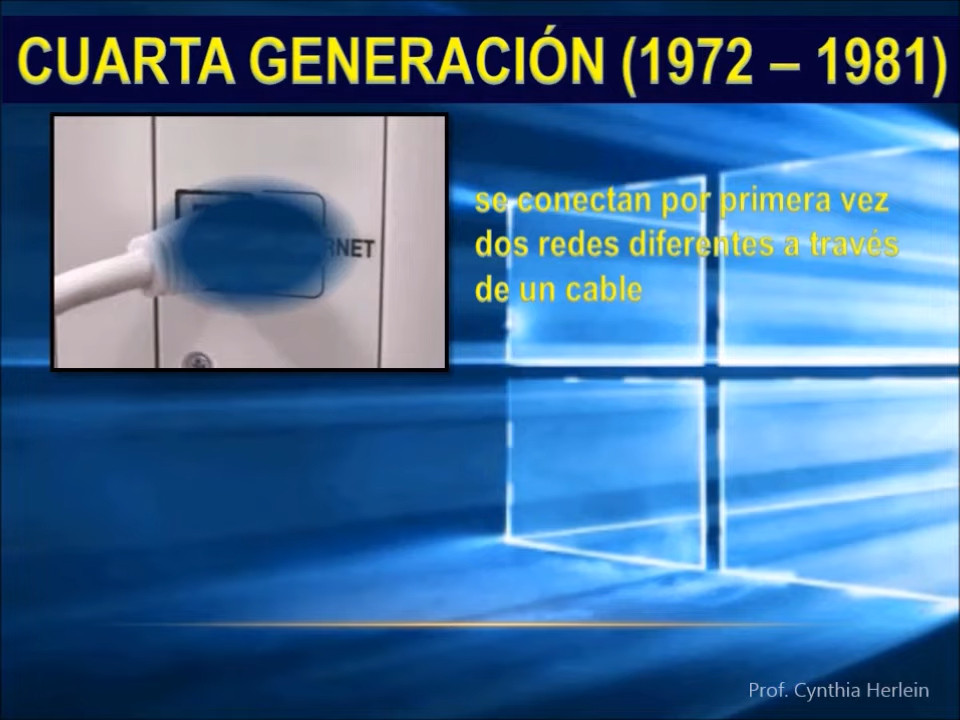 CUARTA GENERACIÓN (1972 – 1981)
se conectan por primera vez
dos redes diferentes a través
de un cable
Prof. Cynthia Herlein